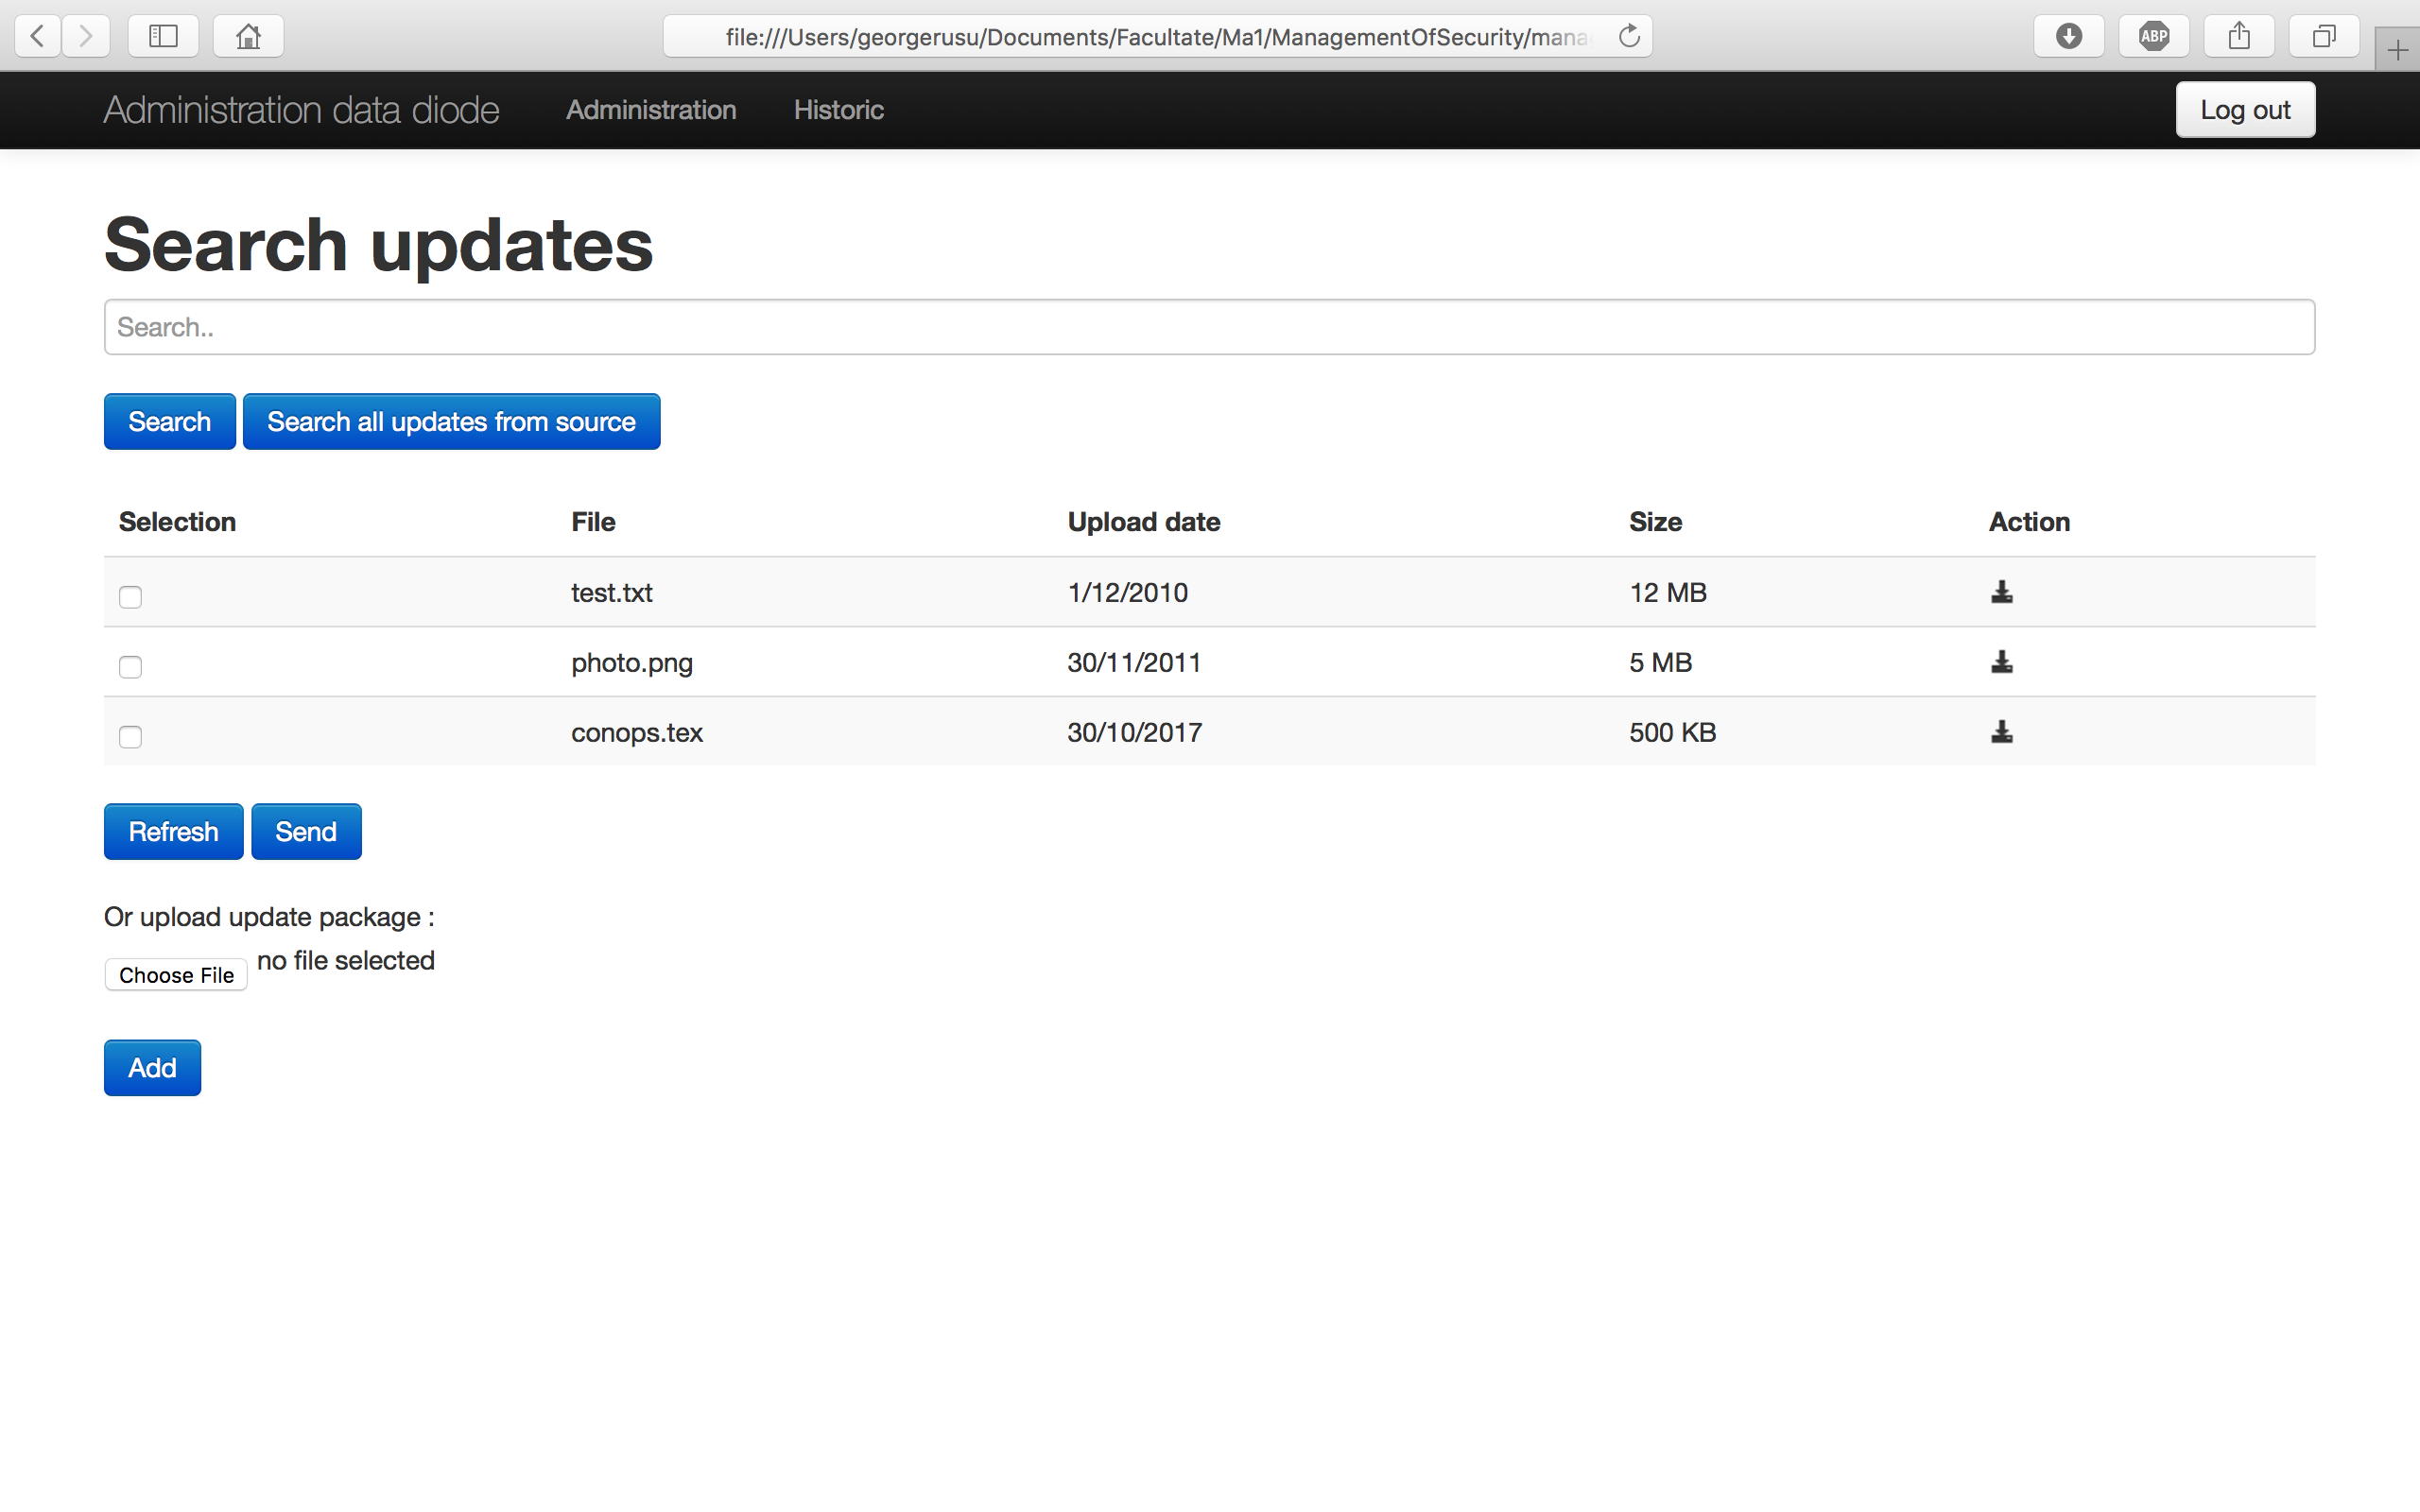 file:///Users/georgerusu/Documents/Facultate/Ma1/ManagementOfSecurity/mana
ABP
Administration data diode Administration Historic Log out
Search updates
Search..
Search Search all updates from source
Selection File Upload date Size Action
test.txt 1/12/2010 12 MB
photo.png 30/11/2011 5 MB
conops.tex 30/10/2017 500 KB
Refresh Send
Or upload update package :
Choose File no file selected
Add